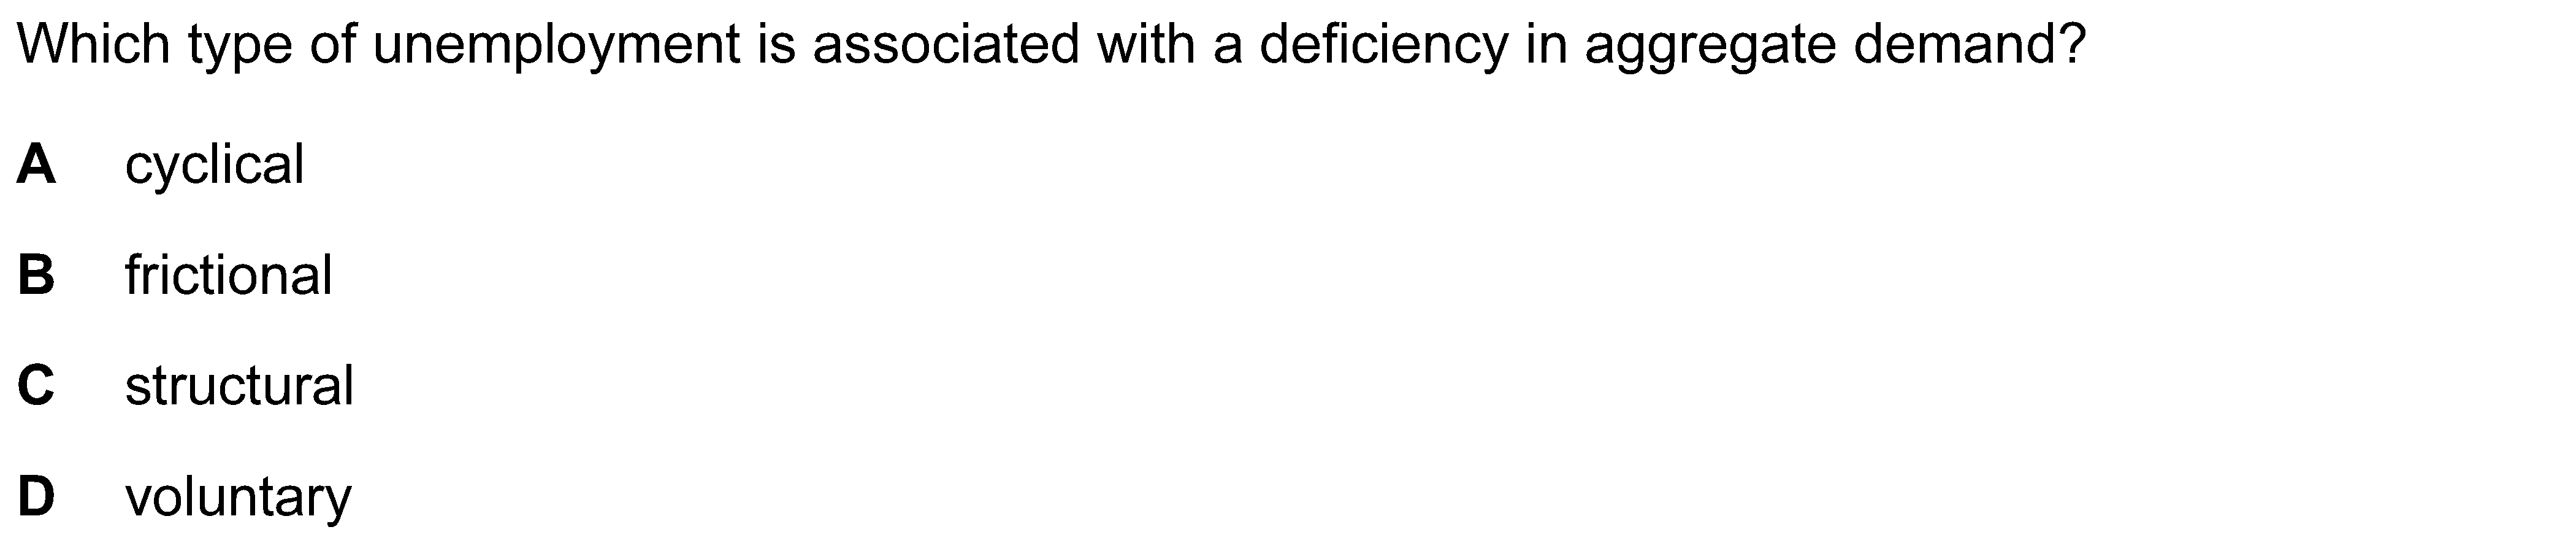 Which type of unemployment is associated with a deficiency in aggregate demand?
A cyclical
B frictional
C structural
D voluntary